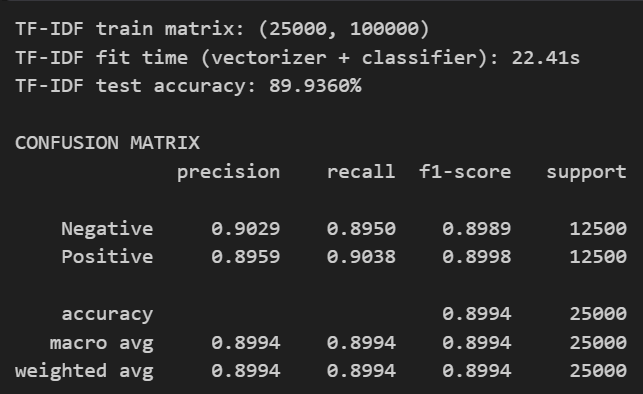 TF-IDF train matrix: (25000, 100000)
TF-IDF fit time (vectorizer + classifier): 22.41s
TF-IDF test accuracy: 89.9360%
CONFUSION MATRIX
precision recall f1-score support
Negative 0.9029 0.8950 0.8989 12500
Positive 0.8959 0.9038 0.8998 12500
accuracy 0.8994 25000
macro avg 0.8994 0.8994 0.8994 25000
weighted avg 0.8994 0.8994 0.8994 25000